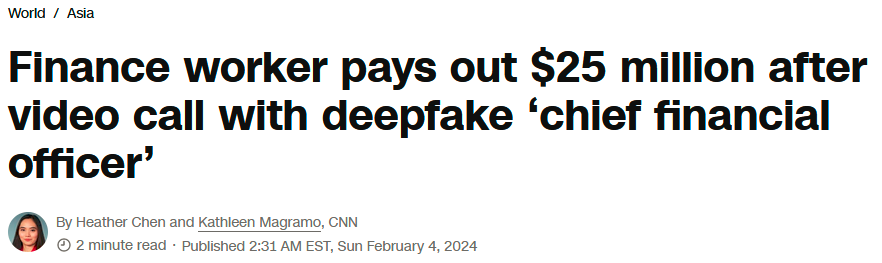 World / Asia
Finance worker pays out $25 million after
video call with deepfake ‘chief financial
officer’
By Heather Chen and Kathleen Magramo, CNN
2 minute read · Published 2:31 AM EST, Sun February 4, 2024